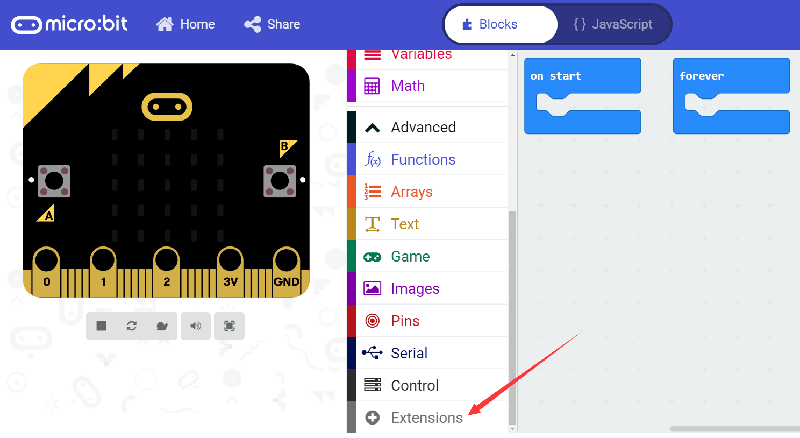 micro:bit
Home
Share
Blocks
{ } JavaScript
B
A
0 1 2 3V GND
Variables
Math
Advanced
f(x) Functions
Arrays
Text
Game
Images
Pins
Serial
Control
Extensions
on start
forever